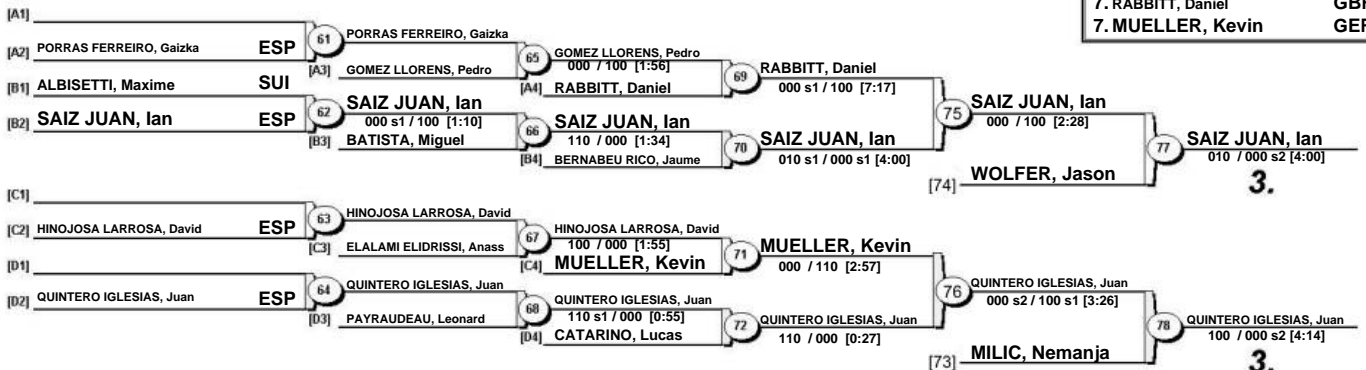 7. RABBITT, Daniel GBR
7. MUELLER, Kevin GER
[A1]
[A2] PORRAS FERREIRO, Gaizka ESP
61
PORRAS FERREIRO, Gaizka
[A3] GOMEZ LLORENS, Pedro
65
GOMEZ LLORENS, Pedro
000 / 100 [1:56]
[A4] RABBITT, Daniel
69
RABBITT, Daniel
000 s1 / 100 [7:17]
[B1] ALBISETTI, Maxime SUI
[B2] SAIZ JUAN, Ian ESP
62
SAIZ JUAN, Ian
000 s1 / 100 [1:10]
[B3] BATISTA, Miguel
66
SAIZ JUAN, Ian
110 / 000 [1:34]
[B4] BERNABEU RICO, Jaume
70
SAIZ JUAN, Ian
010 s1 / 000 s1 [4:00]
75
SAIZ JUAN, Ian
000 / 100 [2:28]
[74] WOLFER, Jason
77
SAIZ JUAN, Ian
010 / 000 s2 [4:00]
3.
[C1]
[C2] HINOJOSA LARROSA, David ESP
63
HINOJOSA LARROSA, David
[C3] ELALAMI ELIDRISSI, Anass
67
HINOJOSA LARROSA, David
100 / 000 [1:55]
[C4] MUELLER, Kevin
71
MUELLER, Kevin
000 / 110 [2:57]
[D1]
[D2] QUINTERO IGLESIAS, Juan ESP
64
QUINTERO IGLESIAS, Juan
[D3] PAYRAUDEAU, Leonard
68
QUINTERO IGLESIAS, Juan
110 s1 / 000 [0:55]
[D4] CATARINO, Lucas
72
QUINTERO IGLESIAS, Juan
110 / 000 [0:27]
76
QUINTERO IGLESIAS, Juan
000 s2 / 100 s1 [3:26]
[73] MILIC, Nemanja
78
QUINTERO IGLESIAS, Juan
100 / 000 s2 [4:14]
3.